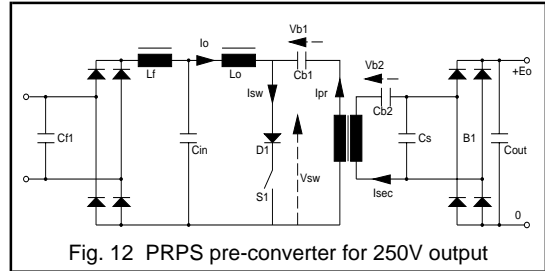 Vb1
Io
Vb2
+Eo
Lf
Lo
Cb1
Isw
Ipr
Cb2
Cf1
Cin
D1
Cs
B1
Cout
S1
Vsw
Isec
0
Fig. 12 PRPS pre-converter for 250V output